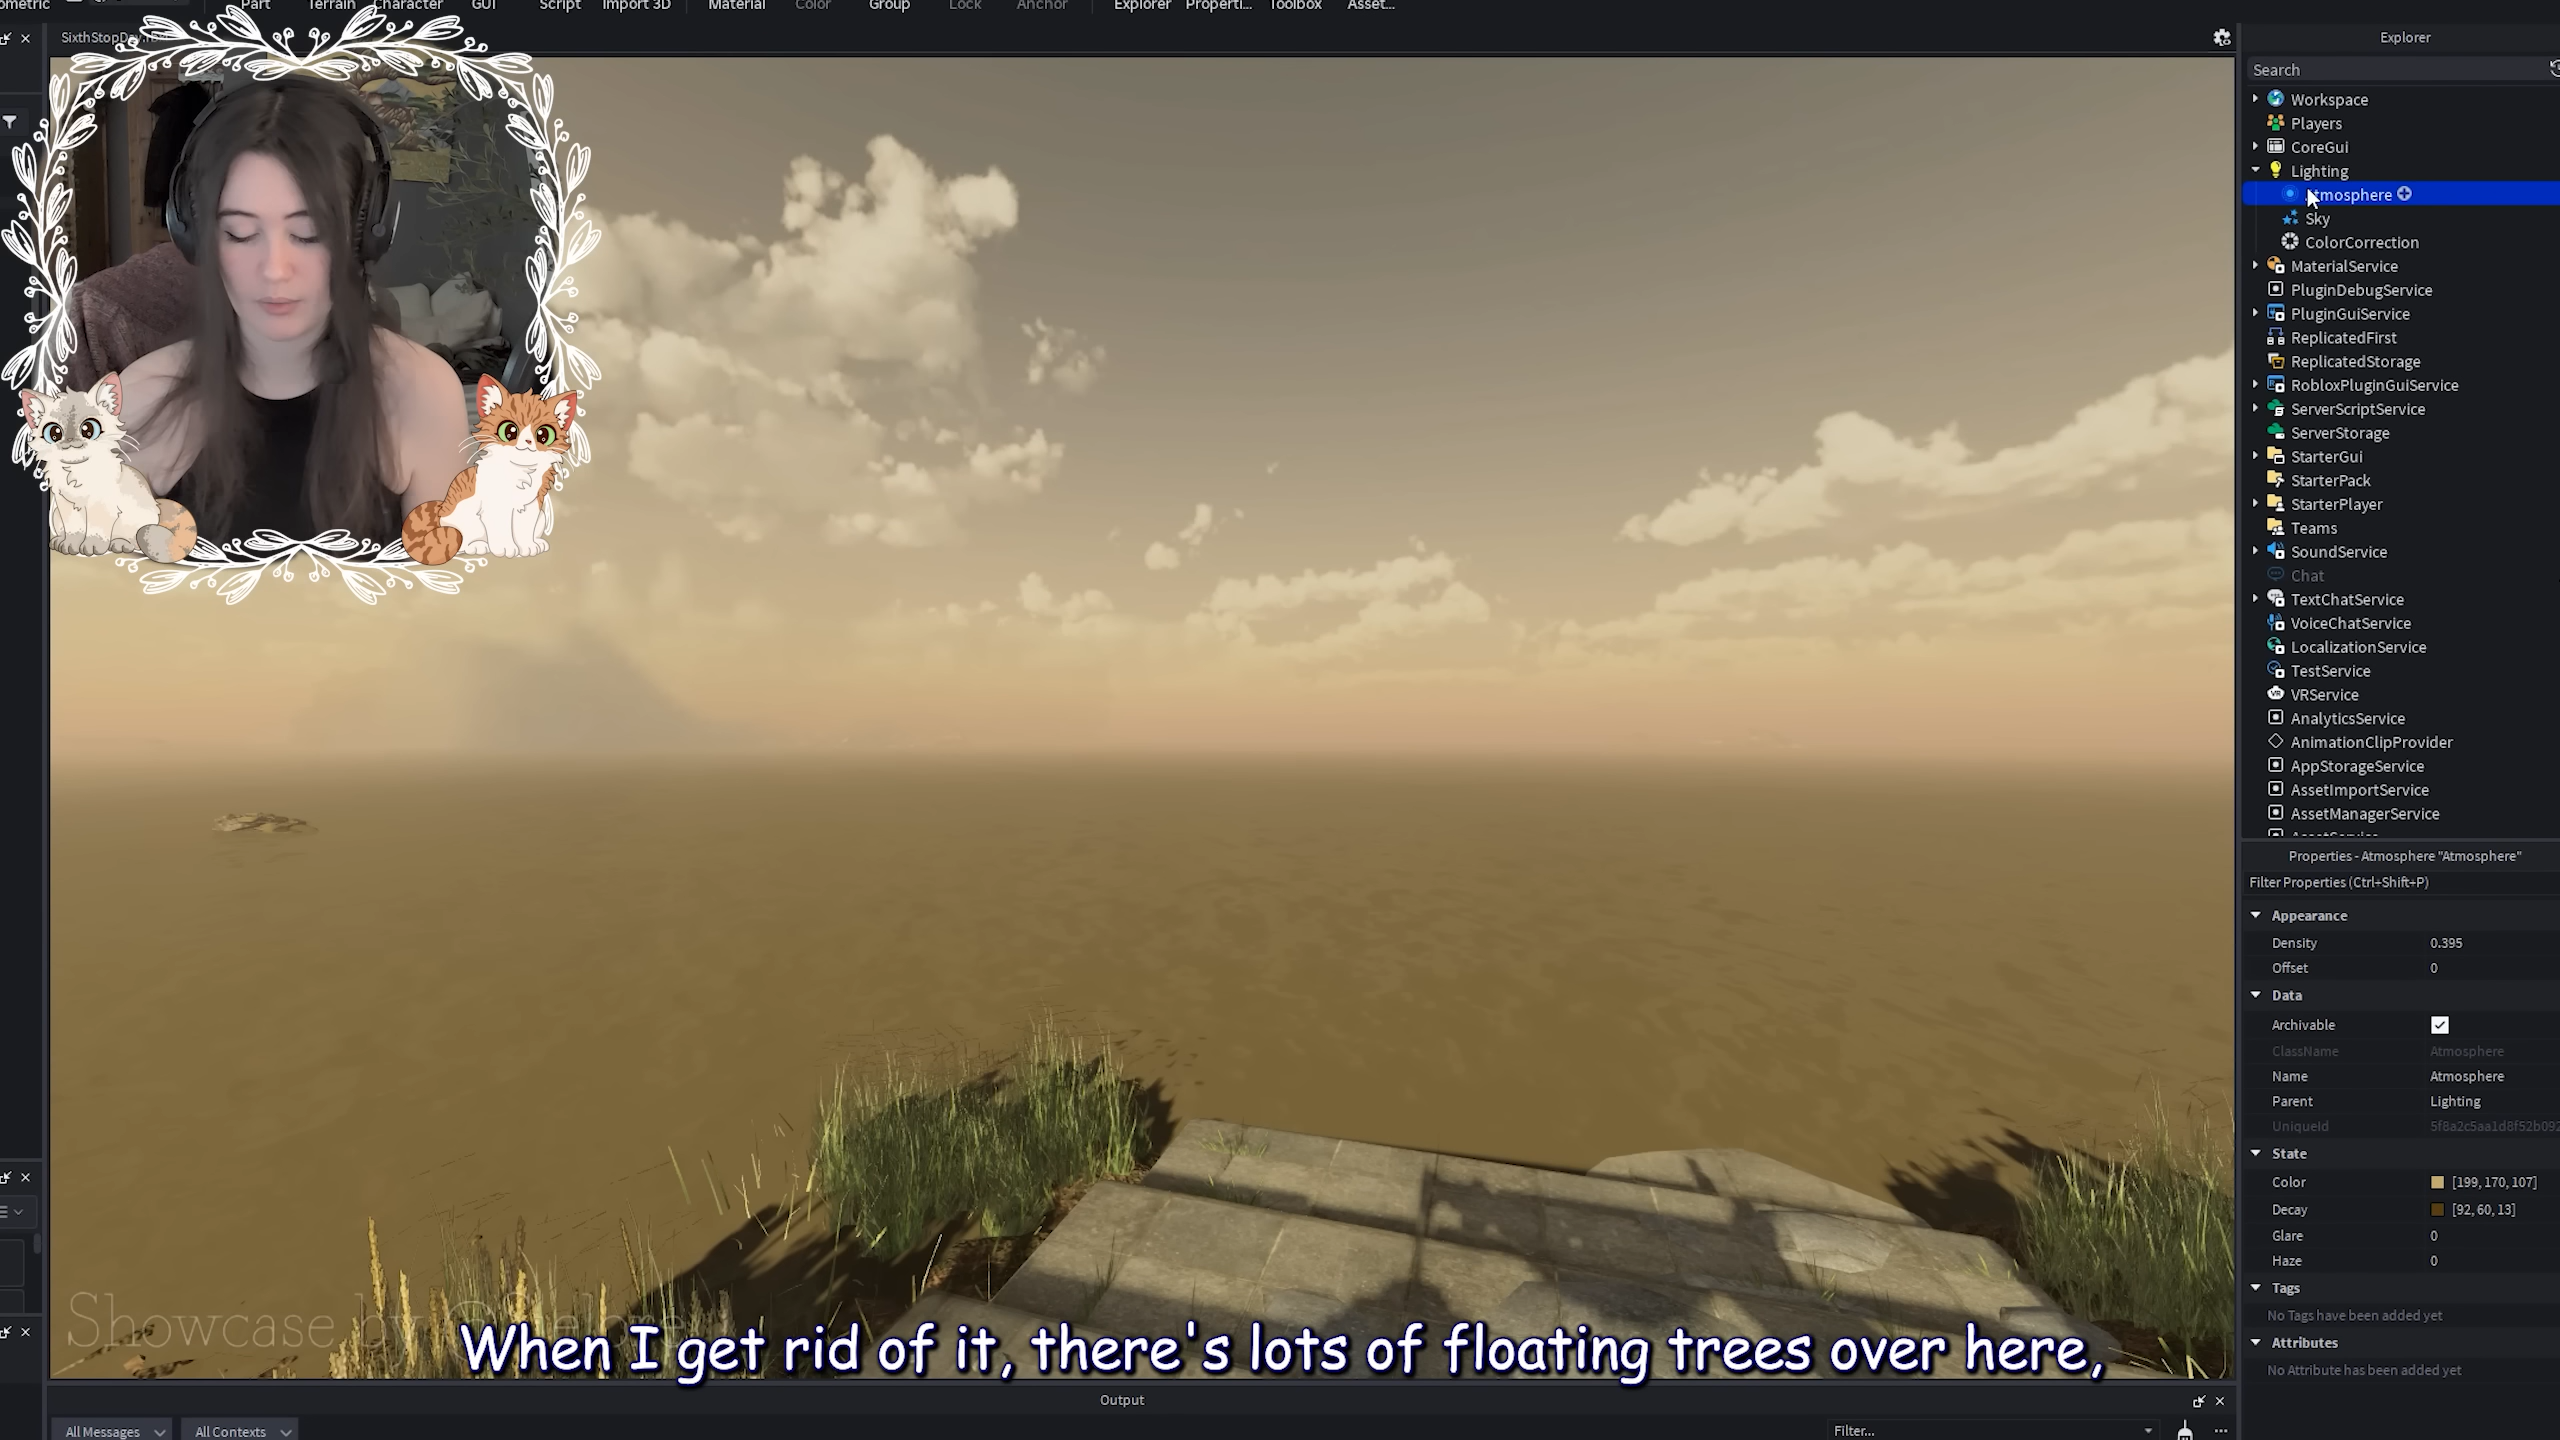 Part
Terrain
Character
GUI
Script
Import 3D
Material
Color
Group
Lock
Anchor
Explorer
Properti...
Toolbox
Asset...
Explorer
Search
Workspace
Players
CoreGui
Lighting
Atmosphere
Sky
ColorCorrection
MaterialService
PluginDebugService
PluginGuiService
ReplicatedFirst
ReplicatedStorage
RobloxPluginGuiService
ServerScriptService
ServerStorage
StarterGui
StarterPack
StarterPlayer
Teams
SoundService
Chat
TextChatService
VoiceChatService
LocalizationService
TestService
VRService
AnalyticsService
AnimationClipProvider
AppStorageService
AssetImportService
AssetManagerService
Properties - Atmosphere "Atmosphere"
Filter Properties (Ctrl+Shift+P)
Appearance
Density 0.395
Offset 0
Data
Archivable
ClassName Atmosphere
Name Atmosphere
Parent Lighting
UniqueId
State
Color [199, 170, 107]
Decay [92, 60, 13]
Glare 0
Haze 0
Tags
No Tags have been added yet
Attributes
No Attribute has been added yet
Showcase by
When I get rid of it, there's lots of floating trees over here,
Output
All Messages
All Contexts
Filter...